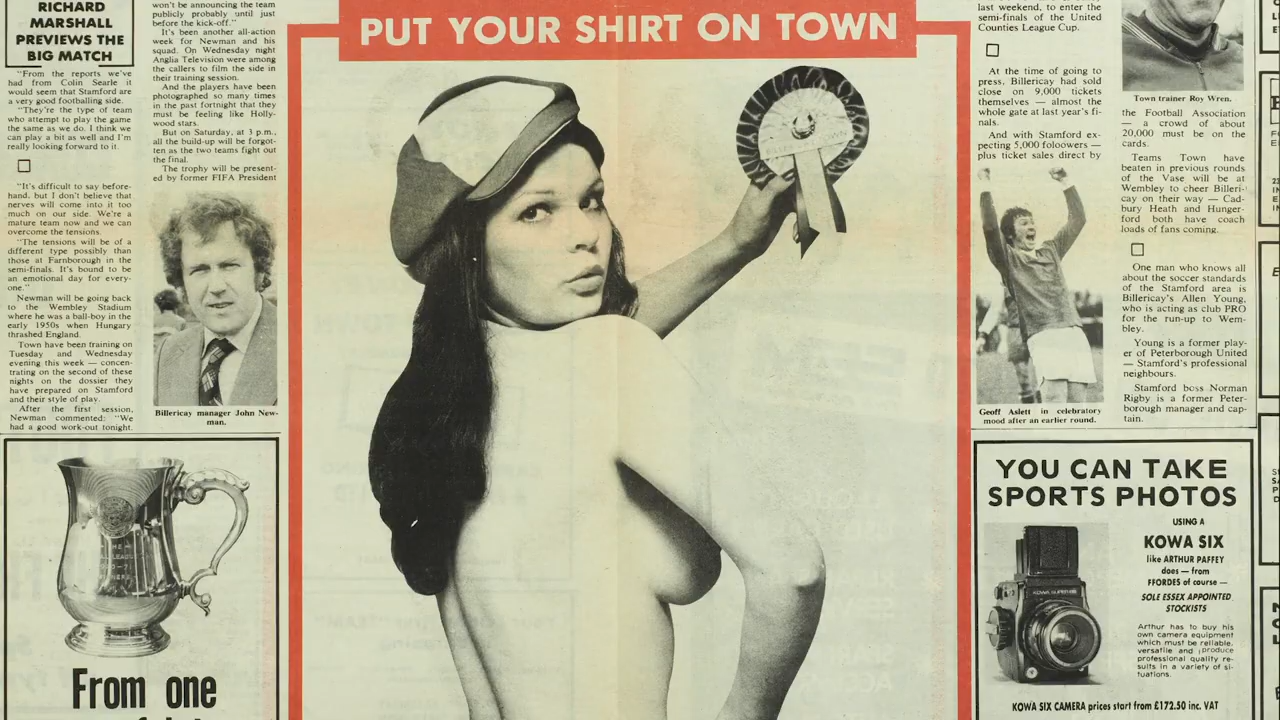 RICHARD
MARSHALL
PREVIEWS THE
BIG MATCH
"From the reports we've
had from Colin Searle it
would seem that Stamford are
a very good footballing side.
"They're the type of team
who attempt to play the game
the same as we do. I think we
can play a bit as well and I'm
really looking forward to it.
"It's difficult to say before-
hand, but I don't believe that
nerves will come into it too
much on our side. We're a
mature team now and we can
overcome the tensions.
"The tensions will be of a
different type possibly than
those at Farnborough in the
semi-finals. It's bound to be
an emotional day for every-
one."
Newman will be going back
to the Wembley Stadium
where he was a ball-boy in the
early 1950s when Hungary
thrashed England.
Town have been training on
Tuesday and Wednesday
evening this week — concen-
trating on the second of these
nights on the dossier they
have prepared on Stamford
and their style of play.
After the first session,
Newman commented: "We
had a good work-out tonight.
won't be announcing the team
publicly probably until just
before the kick-off."
It's been another all-action
week for Newman and his
squad. On Wednesday night
Anglia Television were among
the callers to film the side in
their training session.
And the players have been
photographed so many times
in the past fortnight that they
must be feeling like Holly-
wood stars.
But on Saturday, at 3 p.m.,
all the build-up will be forgot-
ten as the two teams fight out
the final.
The trophy will be present-
ed by former FIFA President
Billericay manager John New-
man.
From one
PUT YOUR SHIRT ON TOWN
last weekend, to enter the
semi-finals of the United
Counties League Cup.
At the time of going to
press, Billericay had sold
close on 9,000 tickets
themselves — almost the
whole gate at last year's fi-
nals.
And with Stamford ex-
pecting 5,000 foloowers —
plus ticket sales direct by
Geoff Aslett in celebratory
mood after an earlier round.
Town trainer Roy Wren.
the Football Association
— a crowd of about
20,000 must be on the
cards.
Teams Town have
beaten in previous rounds
of the Vase will be at
Wembley to cheer Billeri-
cay on their way — Cad-
bury Heath and Hunger-
ford both have coach
loads of fans coming.
One man who knows all
about the soccer standards
of the Stamford area is
Billericay's Allen Young,
who is acting as club PRO
for the run-up to Wem-
bley.
Young is a former play-
er of Peterborough United
— Stamford's professional
neighbours.
Stamford boss Norman
Rigby is a former Peter-
borough manager and cap-
tain.
YOU CAN TAKE
SPORTS PHOTOS
USING A
KOWA SIX
like ARTHUR PAFFEY
does — from
FFORDES of course —
SOLE ESSEX APPOINTED
STOCKISTS
Arthur has to buy his
own camera equipment
which must be reliable,
versatile and produce
professional quality re-
sults in a variety of si-
tuations.
KOWA SIX CAMERA prices start from £172.50 inc. VAT